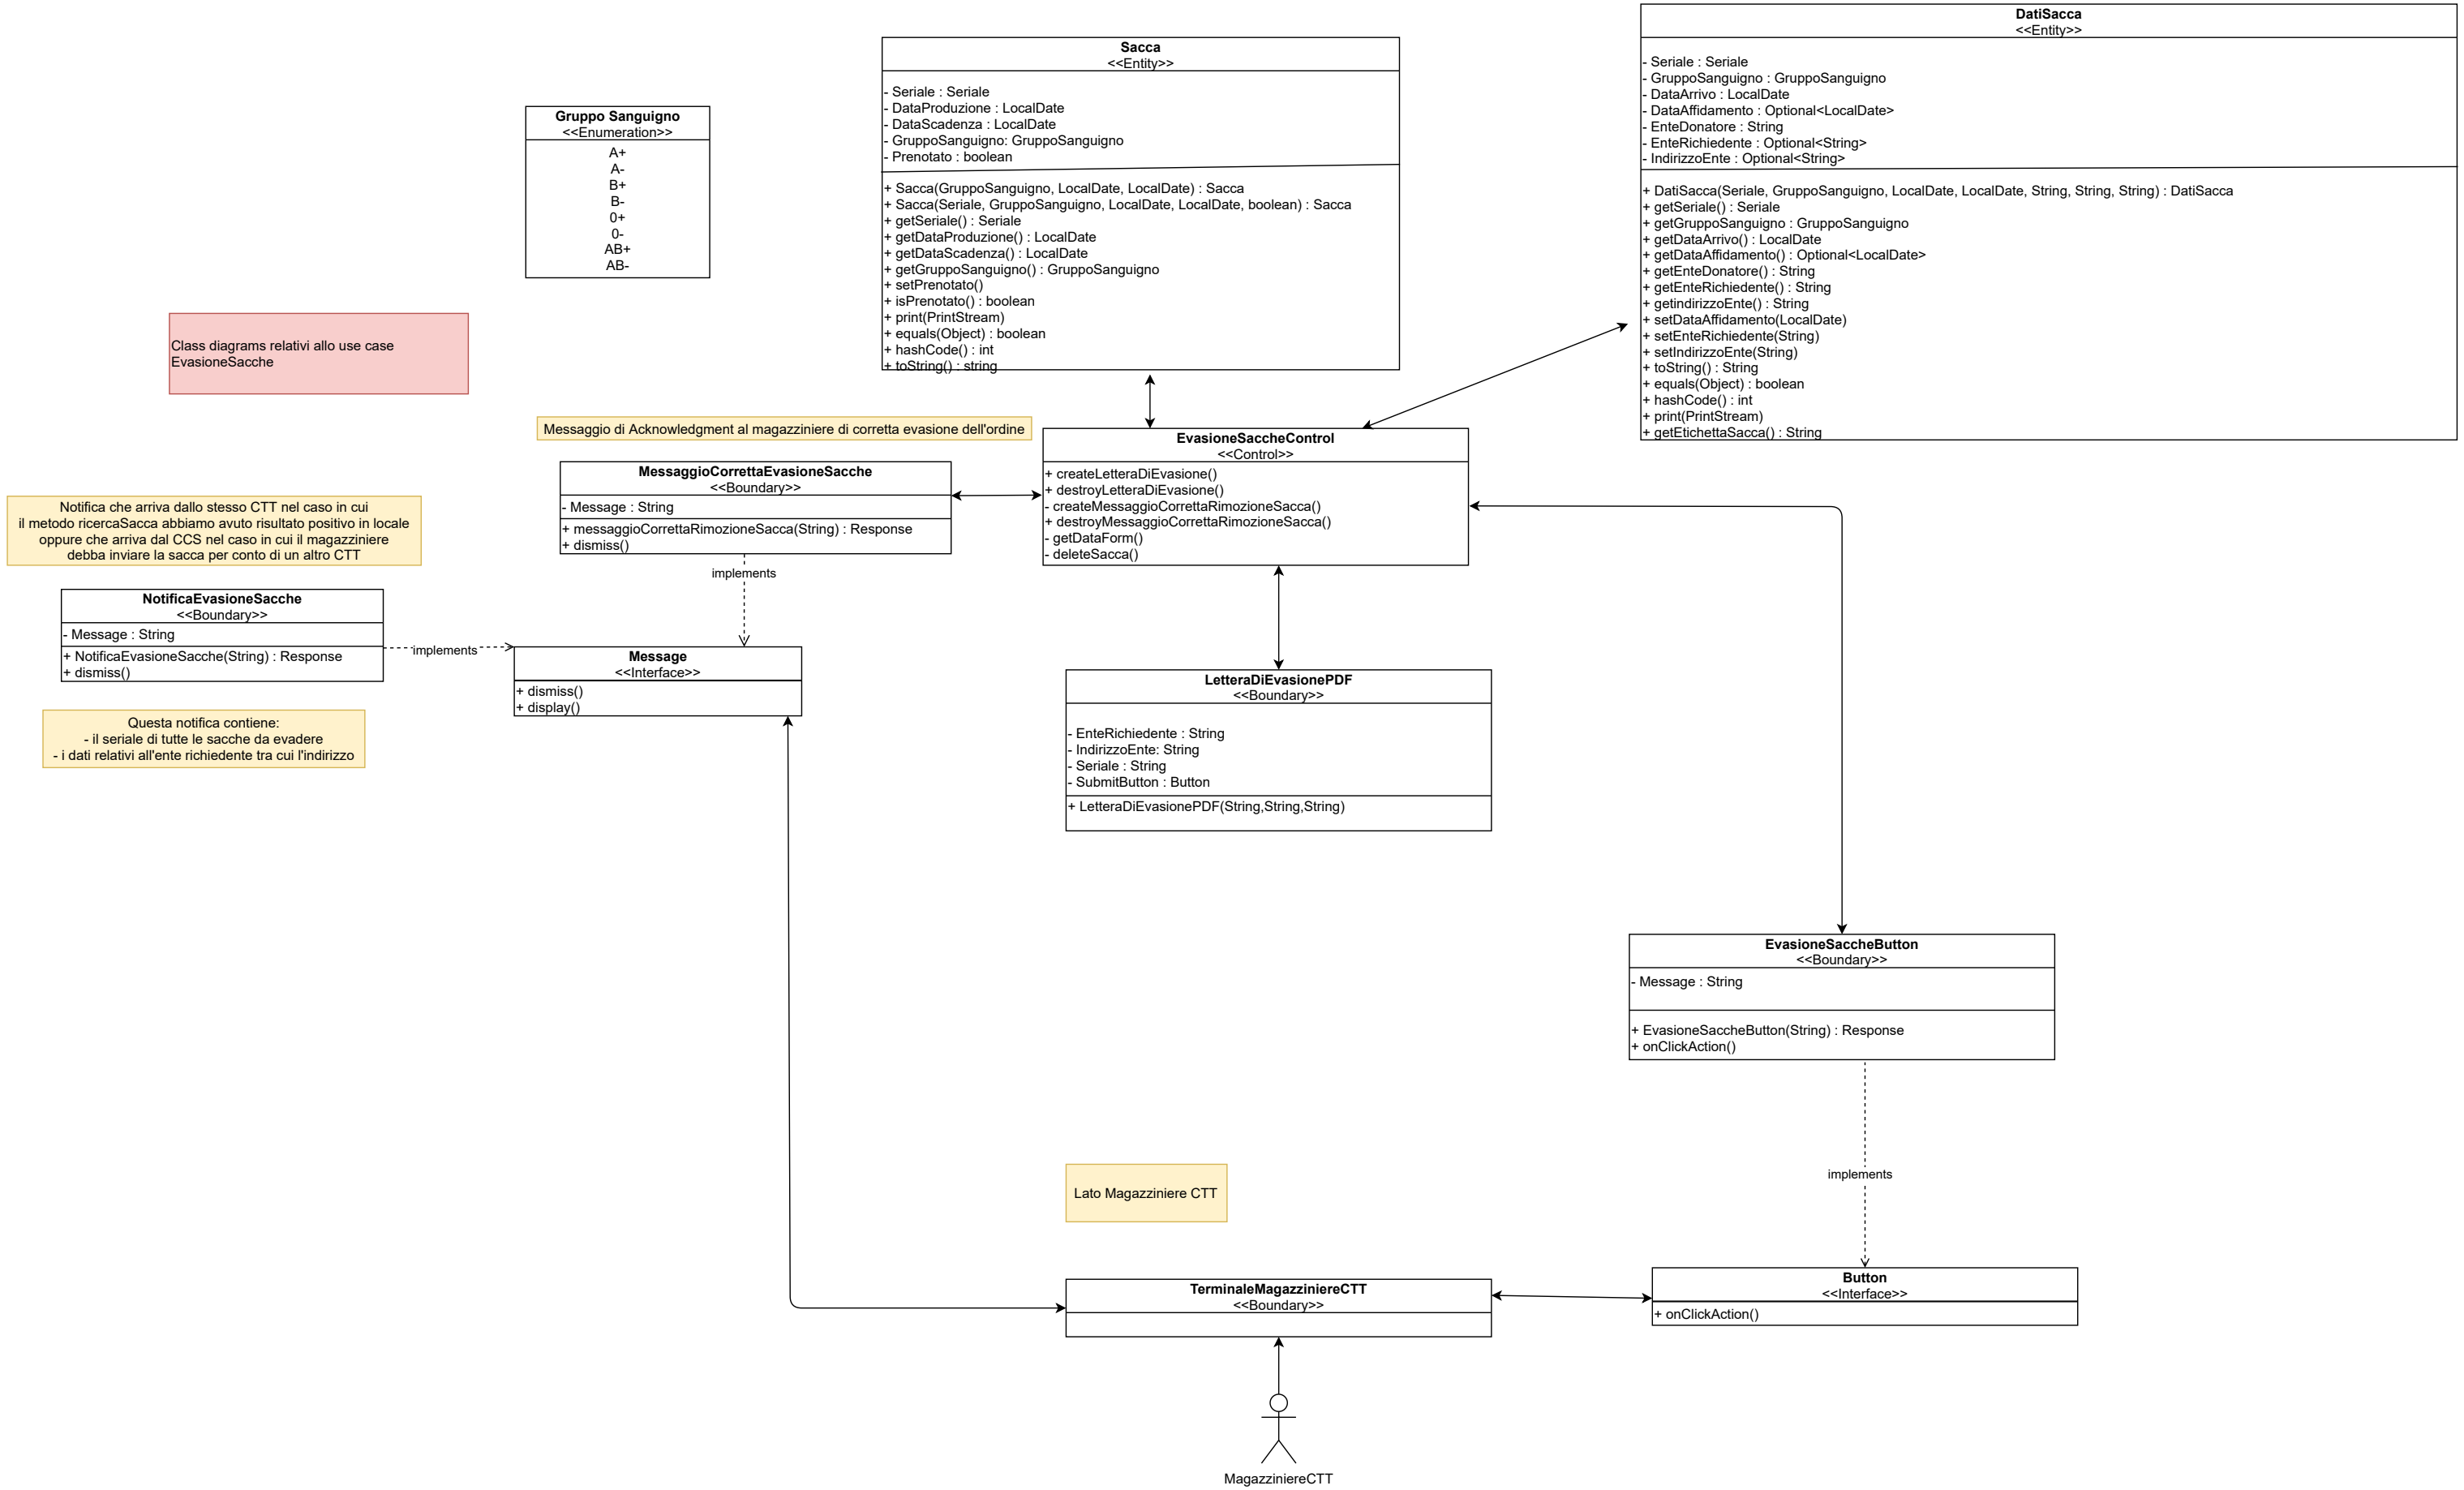 DatiSacca
<<Entity>>
- Seriale : Seriale
- GruppoSanguigno : GruppoSanguigno
- DataArrivo : LocalDate
- DataAffidamento : Optional<LocalDate>
- EnteDonatore : String
- EnteRichiedente : Optional<String>
- IndirizzoEnte : Optional<String>
+ DatiSacca(Seriale, GruppoSanguigno, LocalDate, LocalDate, String, String, String) : DatiSacca
+ getSeriale() : Seriale
+ getGruppoSanguigno : GruppoSanguigno
+ getDataArrivo() : LocalDate
+ getDataAffidamento() : Optional<LocalDate>
+ getEnteDonatore() : String
+ getEnteRichiedente() : String
+ getindirizzoEnte() : String
+ setDataAffidamento(LocalDate)
+ setEnteRichiedente(String)
+ setIndirizzoEnte(String)
+ toString() : String
+ equals(Object) : boolean
+ hashCode() : int
+ print(PrintStream)
+ getEtichettaSacca() : String
Sacca
<<Entity>>
- Seriale : Seriale
- DataProduzione : LocalDate
- DataScadenza : LocalDate
- GruppoSanguigno: GruppoSanguigno
- Prenotato : boolean
+ Sacca(GruppoSanguigno, LocalDate, LocalDate) : Sacca
+ Sacca(Seriale, GruppoSanguigno, LocalDate, LocalDate, boolean) : Sacca
+ getSeriale() : Seriale
+ getDataProduzione() : LocalDate
+ getDataScadenza() : LocalDate
+ getGruppoSanguigno() : GruppoSanguigno
+ setPrenotato()
+ isPrenotato() : boolean
+ print(PrintStream)
+ equals(Object) : boolean
+ hashCode() : int
+ toString() : string
Gruppo Sanguigno
<<Enumeration>>
A+
A-
B+
B-
0+
0-
AB+
AB-
Class diagrams relativi allo use case
EvasioneSacche
Messaggio di Acknowledgment al magazziniere di corretta evasione dell'ordine
EvasioneSaccheControl
<<Control>>
+ createLetteraDiEvasione()
+ destroyLetteraDiEvasione()
- createMessaggioCorrettaRimozioneSacca()
+ destroyMessaggioCorrettaRimozioneSacca()
- getDataForm()
- deleteSacca()
MessaggioCorrettaEvasioneSacche
<<Boundary>>
- Message : String
+ messaggioCorrettaRimozioneSacca(String) : Response
+ dismiss()
implements
Notifica che arriva dallo stesso CTT nel caso in cui
il metodo ricercaSacca abbiamo avuto risultato positivo in locale
oppure che arriva dal CCS nel caso in cui il magazziniere
debba inviare la sacca per conto di un altro CTT
NotificaEvasioneSacche
<<Boundary>>
- Message : String
+ NotificaEvasioneSacche(String) : Response
+ dismiss()
implements
Message
<<Interface>>
+ dismiss()
+ display()
Questa notifica contiene:
- il seriale di tutte le sacche da evadere
- i dati relativi all'ente richiedente tra cui l'indirizzo
LetteraDiEvasionePDF
<<Boundary>>
- EnteRichiedente : String
- IndirizzoEnte: String
- Seriale : String
- SubmitButton : Button
+ LetteraDiEvasionePDF(String,String,String)
EvasioneSaccheButton
<<Boundary>>
- Message : String
+ EvasioneSaccheButton(String) : Response
+ onClickAction()
implements
Lato Magazziniere CTT
TerminaleMagazziniereCTT
<<Boundary>>
Button
<<Interface>>
+ onClickAction()
MagazziniereCTT